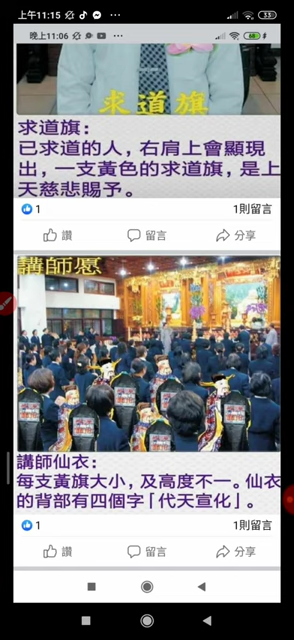 上午11:15
33
晚上11:06
68
求道旗
求道旗：
已求道的人，右肩上會顯現
出，一支黃色的求道旗，是上
天慈悲賜予。
1
1則留言
讚
留言
分享
講師愿
講師仙衣：
每支黃旗大小，及高度不一。仙衣
的背部有四個字「代天宣化」。
1
1則留言
讚
留言
分享